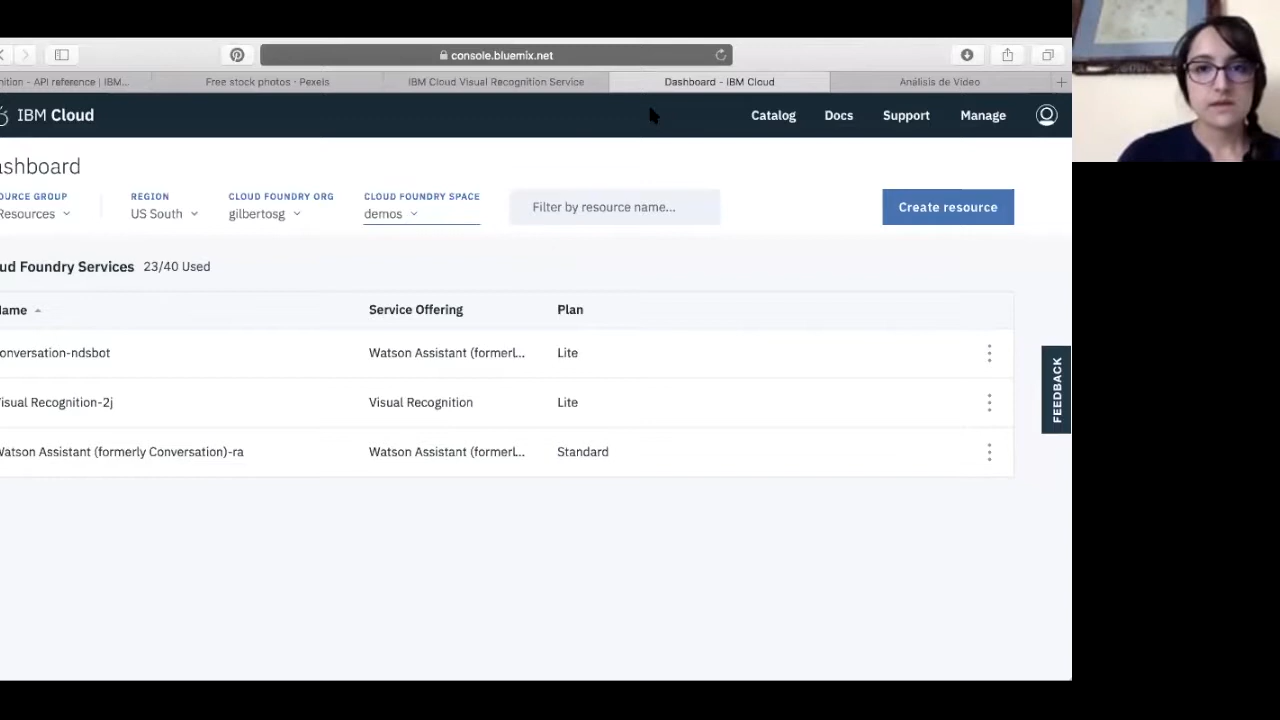 console.bluemix.net
nition - API reference | IBM...
Free stock photos - Pexels
IBM Cloud Visual Recognition Service
Dashboard - IBM Cloud
Análisis de Video
IBM Cloud
Catalog
Docs
Support
Manage
ashboard
OURCE GROUP
Resources
REGION
US South
CLOUD FOUNDRY ORG
gilbertosg
CLOUD FOUNDRY SPACE
demos
Filter by resource name...
Create resource
ud Foundry Services 23/40 Used
lame
Service Offering
Plan
onversation-ndsbot
Watson Assistant (formerl...
Lite
isual Recognition-2j
Visual Recognition
Lite
Watson Assistant (formerly Conversation)-ra
Watson Assistant (formerl...
Standard
FEEDBACK